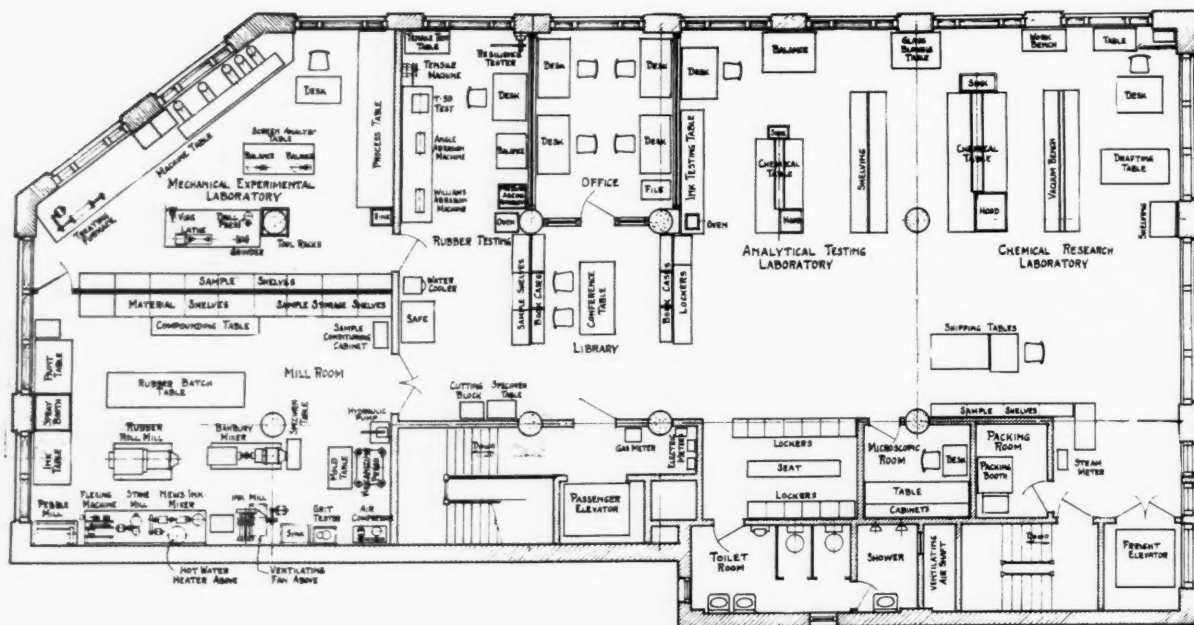 TENSILE TEST
TABLE
RESILIENCE
TESTER
TENSILE
MACHINE
DESK
DESK
DESK
DESK
BALANCE
GLASS
BLOWING
TABLE
WORK
BENCH
TABLE
DESK
SINK
DESK
PROCESS TABLE
T-50
TEST
DESK
SCREEN ANALYSIS
TABLE
BALANCE
BALANCE
MACHINE TABLE
ANGLE
ABRASION
MACHINE
BALANCE
DESK
DESK
INK TESTING TABLE
SINK
CHEMICAL
TABLE
SHELVING
CHEMICAL
TABLE
VACUUM BENCH
DRAFTING
TABLE
MECHANICAL EXPERIMENTAL
LABORATORY
WILLIAMS
ABRASION
MACHINE
OFFICE
FILE
HOOD
HOOD
SHELVING
FURNACE
VISE
LATHE
DRILL
PRESS
GRINDER
TOOL RACKS
SINK
OVEN
RUBBER TESTING
OVEN
ANALYTICAL TESTING
LABORATORY
CHEMICAL RESEARCH
LABORATORY
SAMPLE SHELVES
WATER
COOLER
SAMPLE SHELVES
BOOK CASES
CONFERENCE
TABLE
BOOK CASES
LOCKERS
MATERIAL SHELVES
SAMPLE STORAGE SHELVES
SAFE
COMPOUNDING TABLE
SAMPLE
CONDITIONING
CABINET
LIBRARY
SHIPPING TABLES
PAINT
TABLE
MILL ROOM
RUBBER BATCH
TABLE
SPRAY
BOOTH
CUTTING
BLOCK
SPECIMEN
TABLE
SAMPLE SHELVES
RUBBER
ROLL MILL
BANBURY
MIXER
SPECIMEN
TABLE
HYDRAULIC
PUMP
DOWN
GAS METER
ELECTRIC
METER
LOCKERS
MICROSCOPIC
ROOM
DESK
PACKING
ROOM
PACKING
BOOTH
STEAM
METER
INK
TABLE
MOLD
TABLE
VULCANIZING
PRESS
SEAT
PEBBLE
MILL
STONE
MILL
NEWS INK
MIXER
INK MILL
SINK
GRIT
TESTER
AIR
COMPRESSOR
PASSENGER
ELEVATOR
LOCKERS
TABLE
CABINETS
HOT WATER
HEATER ABOVE
VENTILATING
FAN ABOVE
TOILET
ROOM
SHOWER
VENTILATING
AIR SHAFT
DOWN
FREIGHT
ELEVATOR